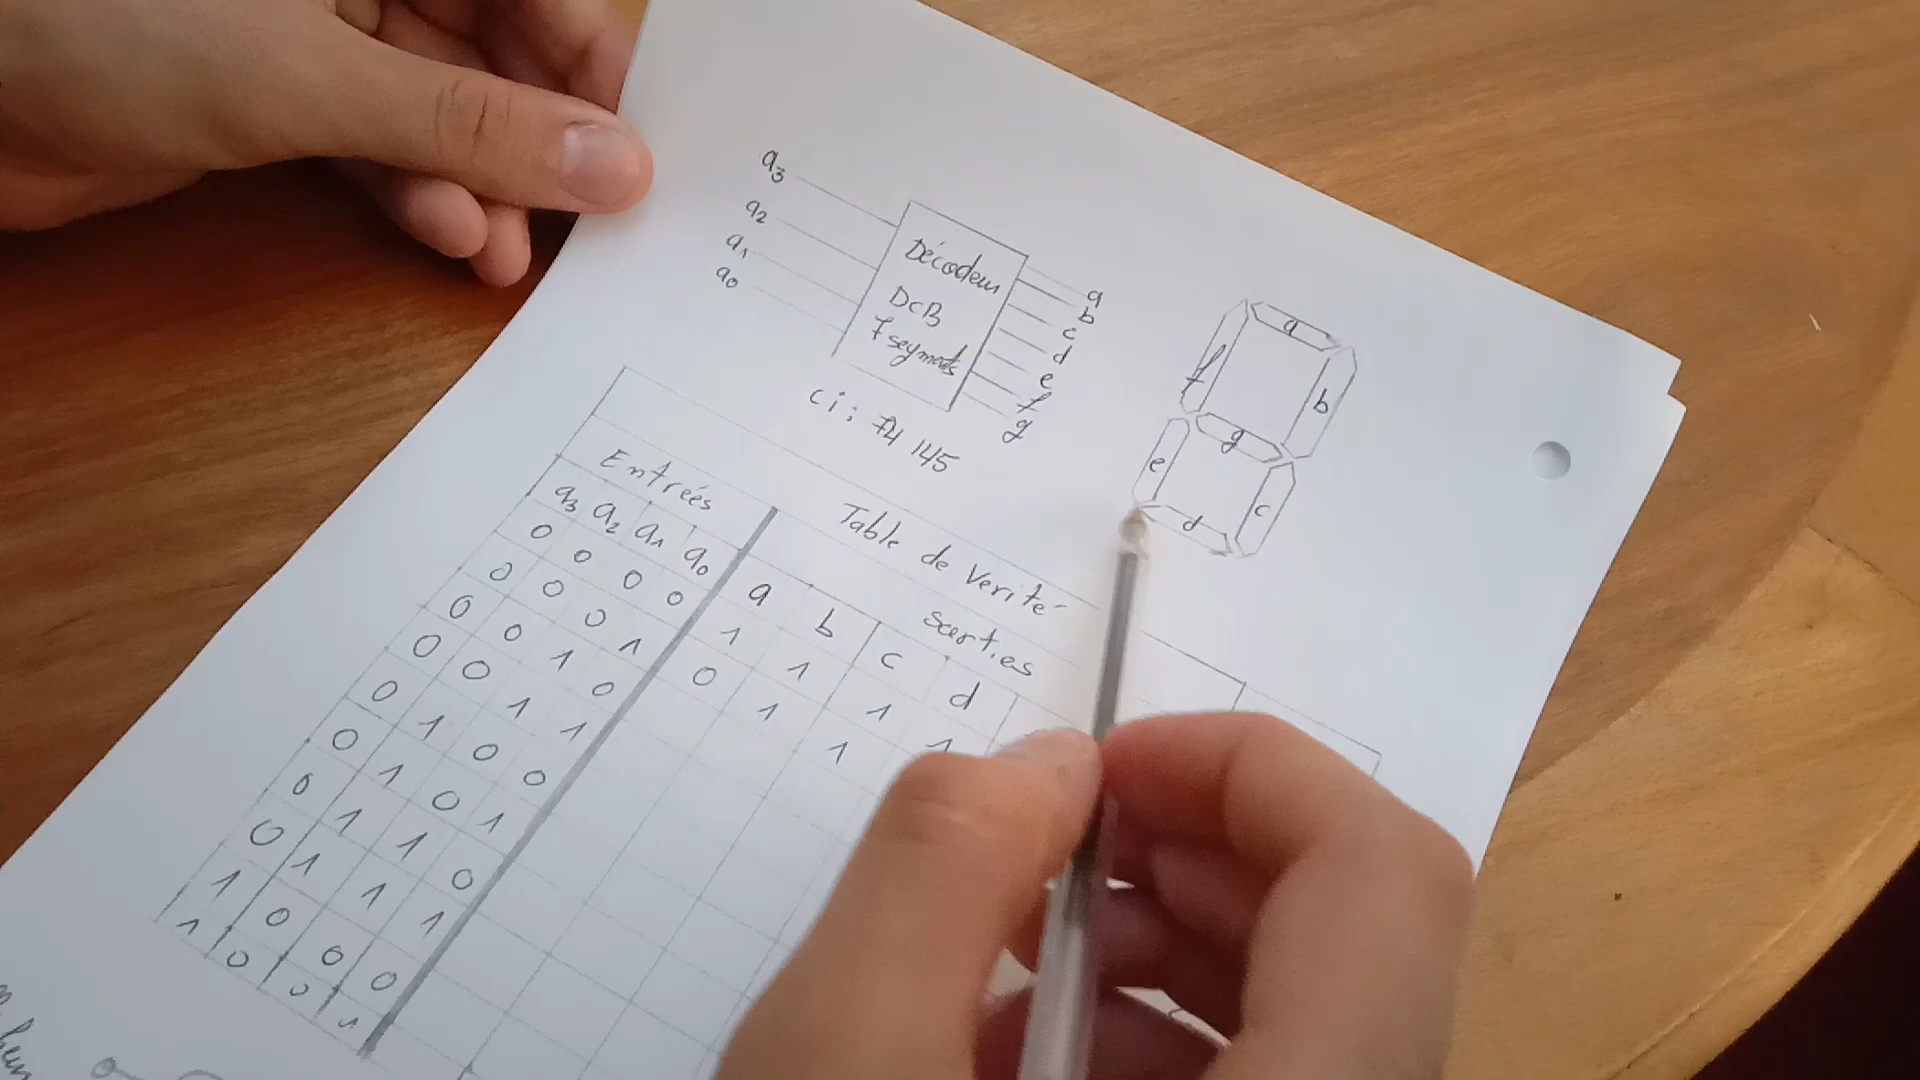 a3
a2
a1
a0
Décodeur
DCB
7 segments
a
b
c
d
e
f
g
ci : 74 145
a
f
b
g
e
c
d
Table de Verité
Entreés
Sorties
a3 a2 a1 a0
a b c d
0 0 0 0 1 1 1 1
0 0 0 1 0 1 1
0 0 1 0
0 0 1 1
0 1 0 0
0 1 0 1
0 1 1 0
0 1 1 1
1 0 0 0
1 0 0 1